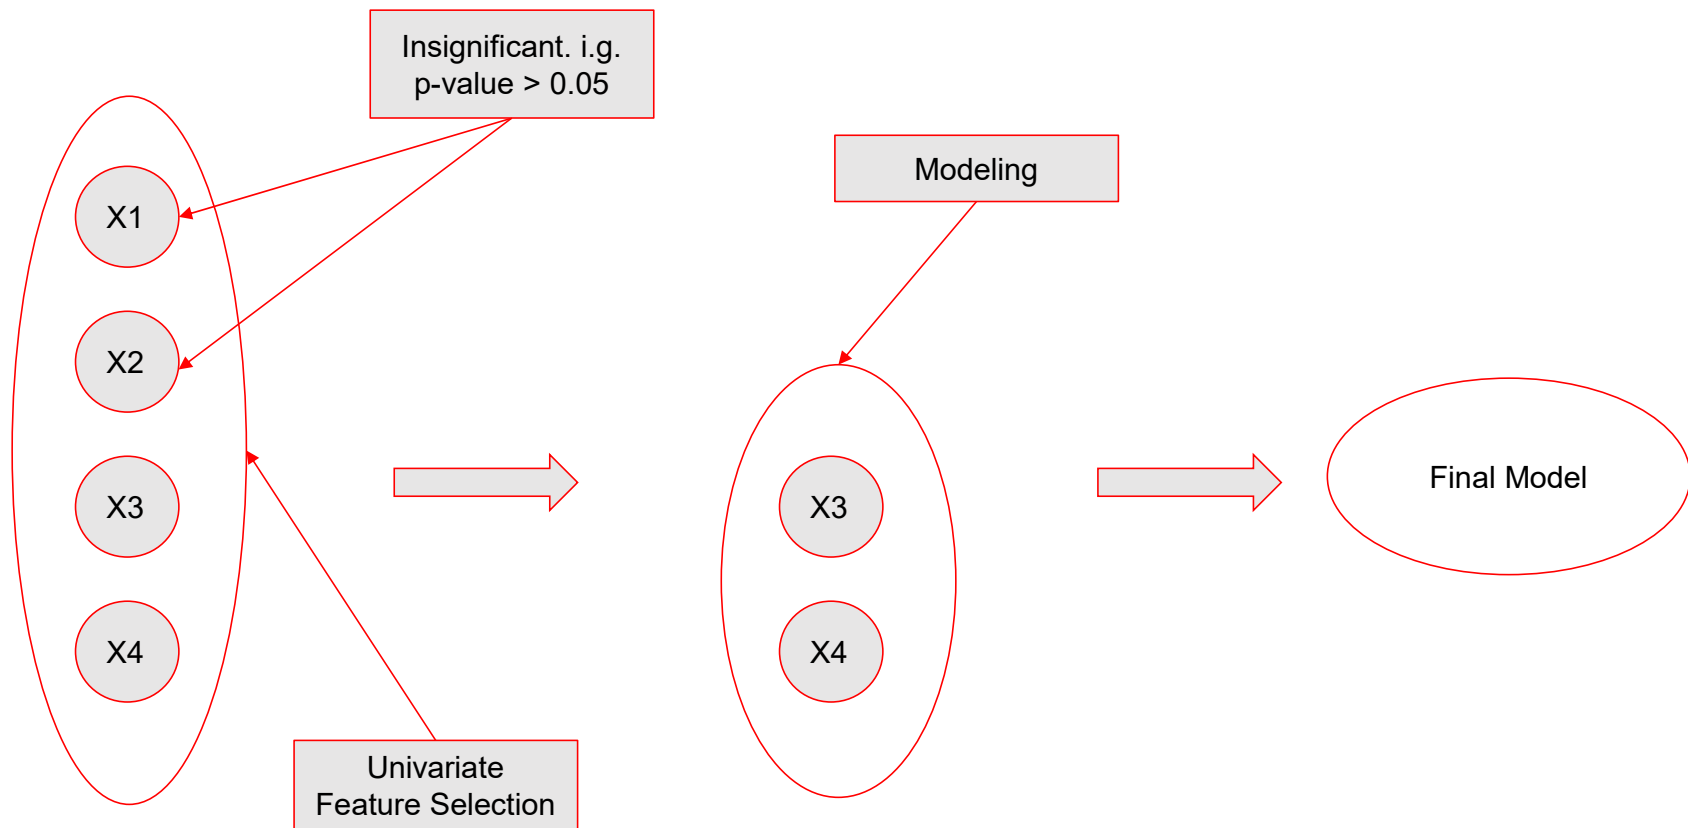 Insignificant. i.g.
p-value > 0.05
Modeling
X1
X2
X3
X4
X3
X4
Final Model
Univariate
Feature Selection